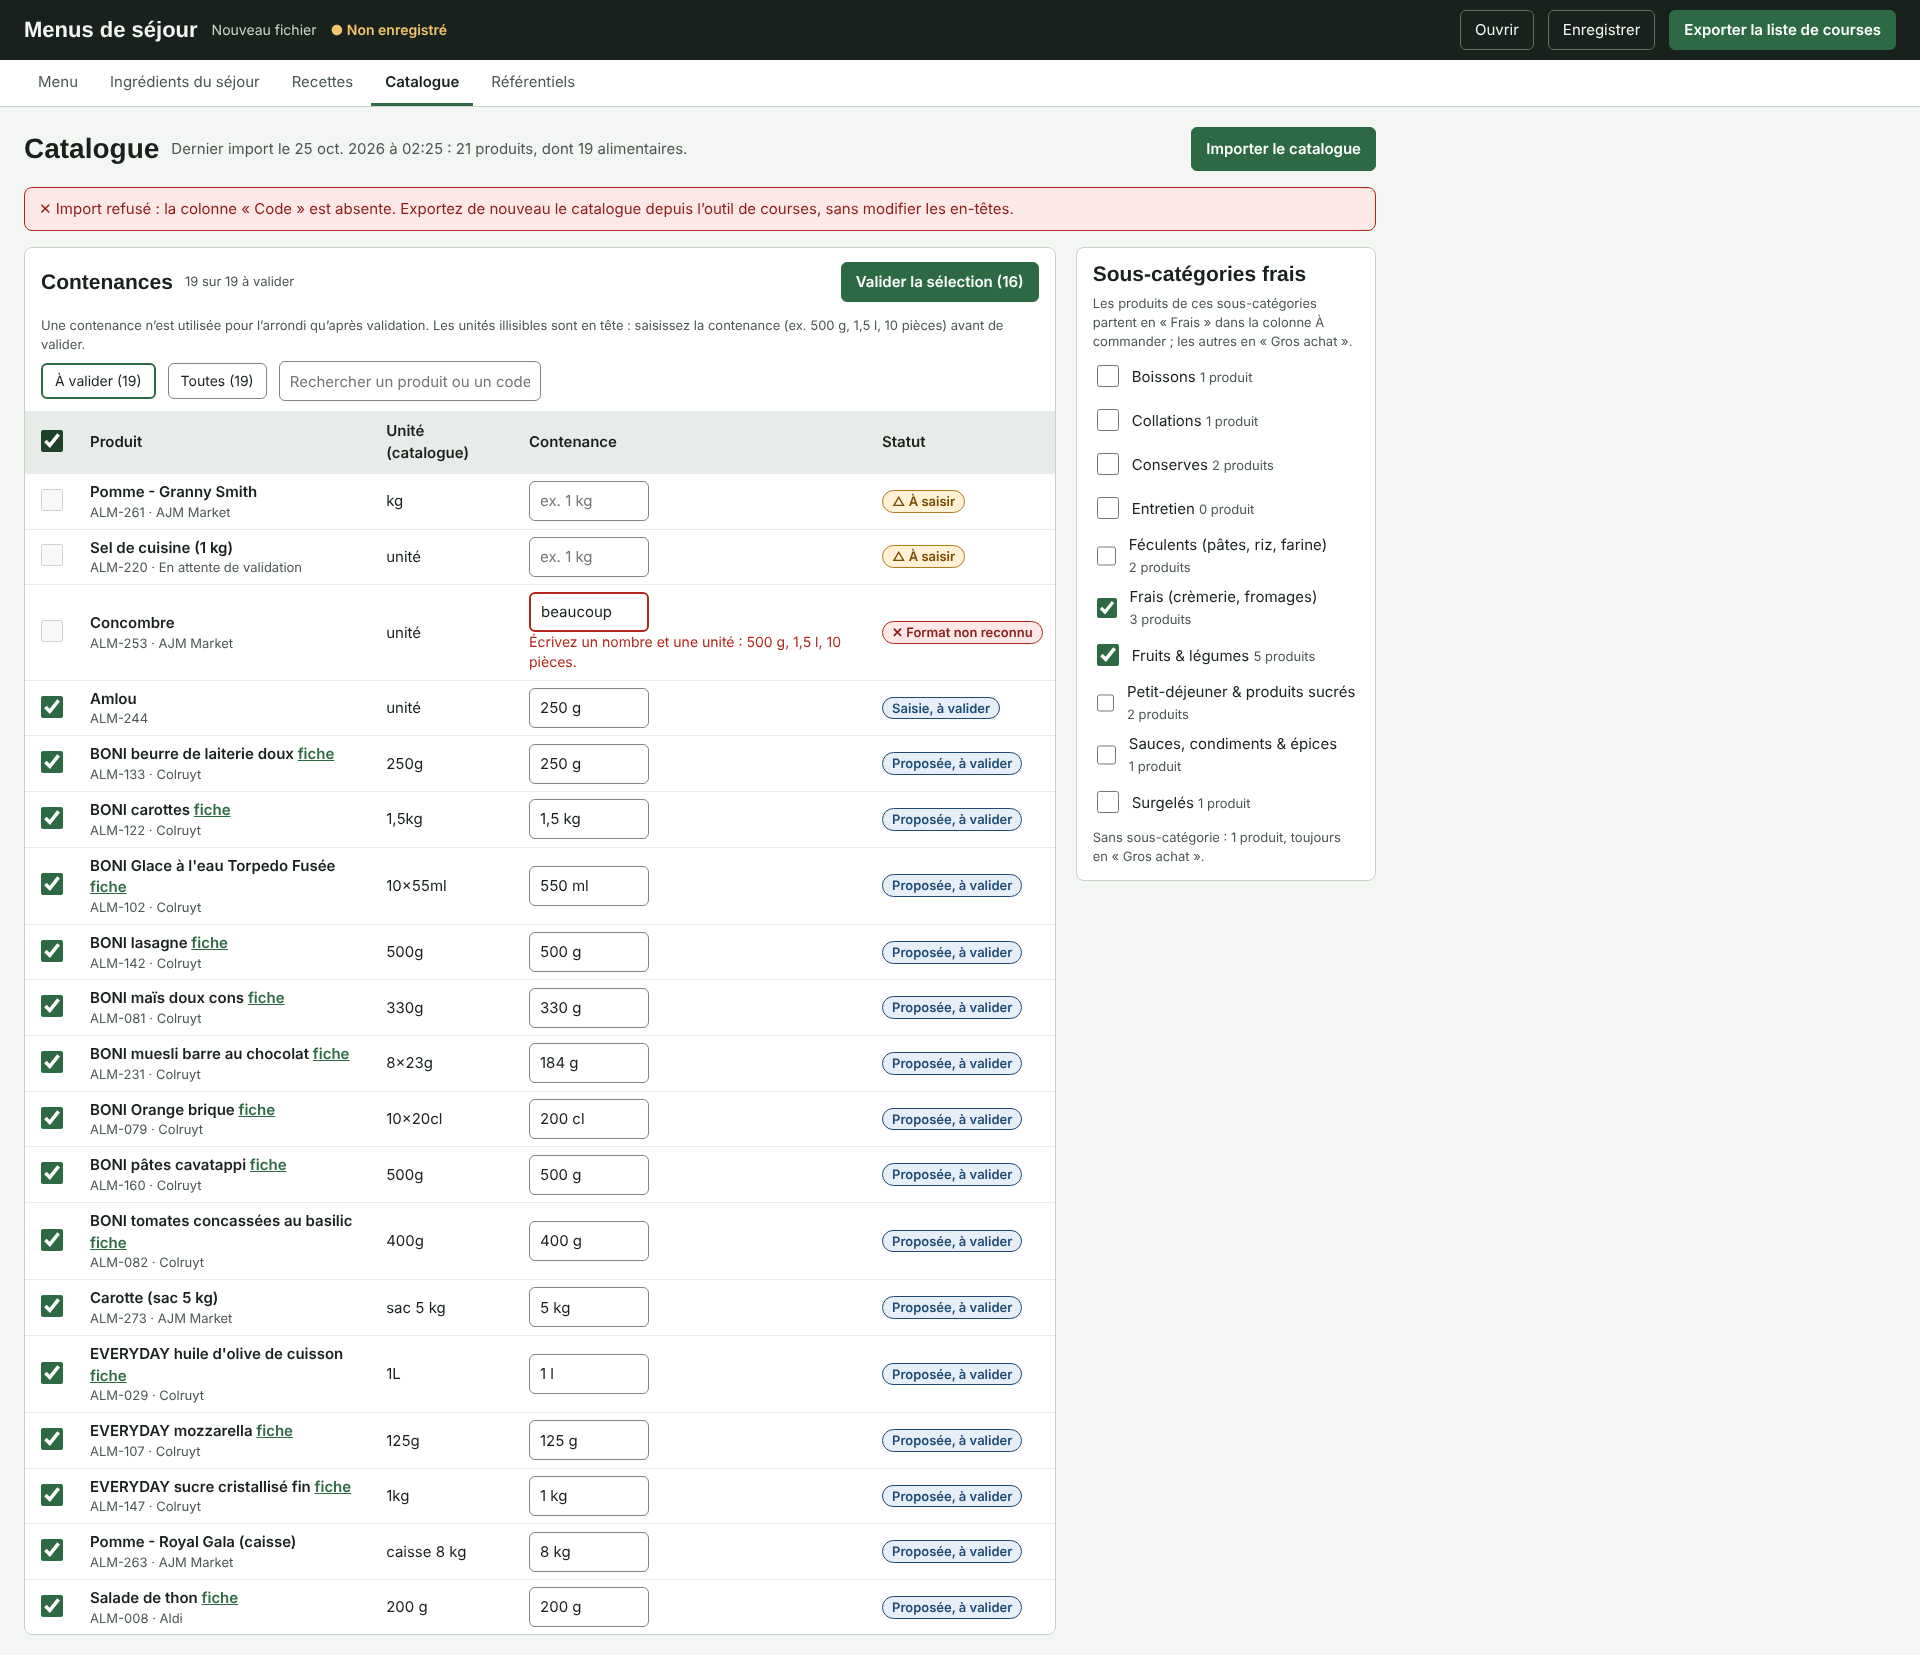 Menus de séjour Nouveau fichier ● Non enregistré Ouvrir Enregistrer Exporter la liste de courses
Menu Ingrédients du séjour Recettes Catalogue Référentiels
Catalogue Dernier import le 25 oct. 2026 à 02:25 : 21 produits, dont 19 alimentaires. Importer le catalogue
✕ Import refusé : la colonne « Code » est absente. Exportez de nouveau le catalogue depuis l’outil de courses, sans modifier les en-têtes.
Contenances 19 sur 19 à valider Valider la sélection (16)
Une contenance n’est utilisée pour l’arrondi qu’après validation. Les unités illisibles sont en tête : saisissez la contenance (ex. 500 g, 1,5 l, 10 pièces) avant de
valider.
À valider (19) Toutes (19) Rechercher un produit ou un code
Produit Unité (catalogue) Contenance Statut
Pomme - Granny Smith kg ex. 1 kg △ À saisir
ALM-261 · AJM Market
Sel de cuisine (1 kg) unité ex. 1 kg △ À saisir
ALM-220 · En attente de validation
Concombre unité beaucoup ✕ Format non reconnu
ALM-253 · AJM Market
Écrivez un nombre et une unité : 500 g, 1,5 l, 10
pièces.
Amlou unité 250 g Saisie, à valider
ALM-244
BONI beurre de laiterie doux fiche 250g 250 g Proposée, à valider
ALM-133 · Colruyt
BONI carottes fiche 1,5kg 1,5 kg Proposée, à valider
ALM-122 · Colruyt
BONI Glace à l'eau Torpedo Fusée
fiche 10×55ml 550 ml Proposée, à valider
ALM-102 · Colruyt
BONI lasagne fiche 500g 500 g Proposée, à valider
ALM-142 · Colruyt
BONI maïs doux cons fiche 330g 330 g Proposée, à valider
ALM-081 · Colruyt
BONI muesli barre au chocolat fiche 8×23g 184 g Proposée, à valider
ALM-231 · Colruyt
BONI Orange brique fiche 10×20cl 200 cl Proposée, à valider
ALM-079 · Colruyt
BONI pâtes cavatappi fiche 500g 500 g Proposée, à valider
ALM-160 · Colruyt
BONI tomates concassées au basilic
fiche 400g 400 g Proposée, à valider
ALM-082 · Colruyt
Carotte (sac 5 kg) sac 5 kg 5 kg Proposée, à valider
ALM-273 · AJM Market
EVERYDAY huile d'olive de cuisson
fiche 1L 1 l Proposée, à valider
ALM-029 · Colruyt
EVERYDAY mozzarella fiche 125g 125 g Proposée, à valider
ALM-107 · Colruyt
EVERYDAY sucre cristallisé fin fiche 1kg 1 kg Proposée, à valider
ALM-147 · Colruyt
Pomme - Royal Gala (caisse) caisse 8 kg 8 kg Proposée, à valider
ALM-263 · AJM Market
Salade de thon fiche 200 g 200 g Proposée, à valider
ALM-008 · Aldi
Sous-catégories frais
Les produits de ces sous-catégories
partent en « Frais » dans la colonne À
commander ; les autres en « Gros achat ».
Boissons 1 produit
Collations 1 produit
Conserves 2 produits
Entretien 0 produit
Féculents (pâtes, riz, farine)
2 produits
Frais (crèmerie, fromages)
3 produits
Fruits & légumes 5 produits
Petit-déjeuner & produits sucrés
2 produits
Sauces, condiments & épices
1 produit
Surgelés 1 produit
Sans sous-catégorie : 1 produit, toujours
en « Gros achat ».